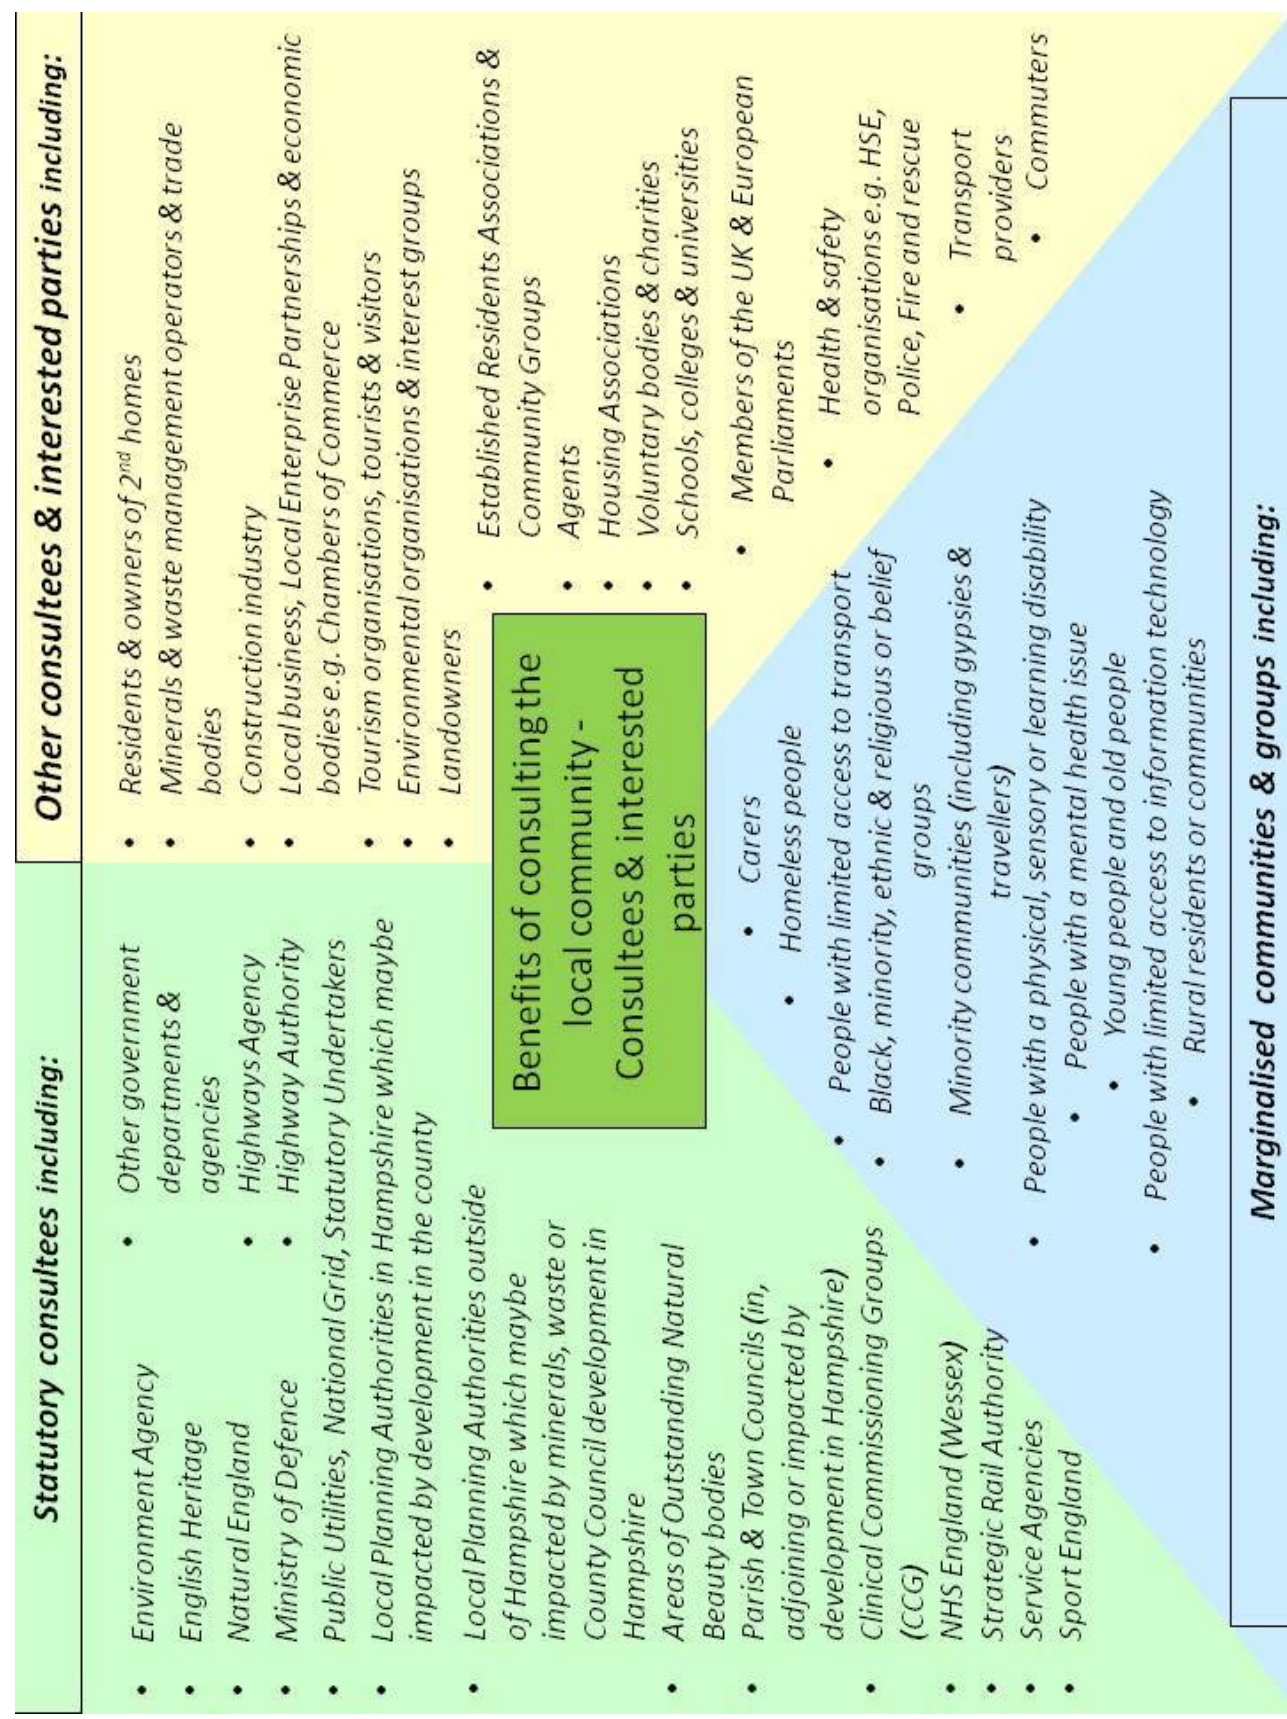 Statutory consultees including:
Environment Agency
English Heritage
Natural England
Ministry of Defence
Other government
departments &
agencies
Highways Agency
Highway Authority
Public Utilities, National Grid, Statutory Undertakers
Local Planning Authorities in Hampshire which maybe
impacted by development in the county
Local Planning Authorities outside
of Hampshire which maybe
impacted by minerals, waste or
County Council development in
Hampshire
Areas of Outstanding Natural
Beauty bodies
Parish & Town Councils (in,
adjoining or impacted by
development in Hampshire)
Clinical Commissioning Groups
(CCG)
NHS England (Wessex)
Strategic Rail Authority
Service Agencies
Sport England
Other consultees & interested parties including:
Residents & owners of 2nd homes
Minerals & waste management operators & trade
bodies
Construction industry
Local business, Local Enterprise Partnerships & economic
bodies e.g. Chambers of Commerce
Tourism organisations, tourists & visitors
Environmental organisations & interest groups
Landowners
Established Residents Associations &
Community Groups
Agents
Housing Associations
Voluntary bodies & charities
Schools, colleges & universities
Members of the UK & European
Parliaments
Health & safety
organisations e.g. HSE,
Police, Fire and rescue
Transport
providers
Commuters
Benefits of consulting the
local community -
Consultees & interested
parties
Carers
Homeless people
People with limited access to transport
Black, minority, ethnic & religious or belief
groups
Minority communities (including gypsies &
travellers)
People with a physical, sensory or learning disability
People with a mental health issue
Young people and old people
People with limited access to information technology
Rural residents or communities
Marginalised communities & groups including: